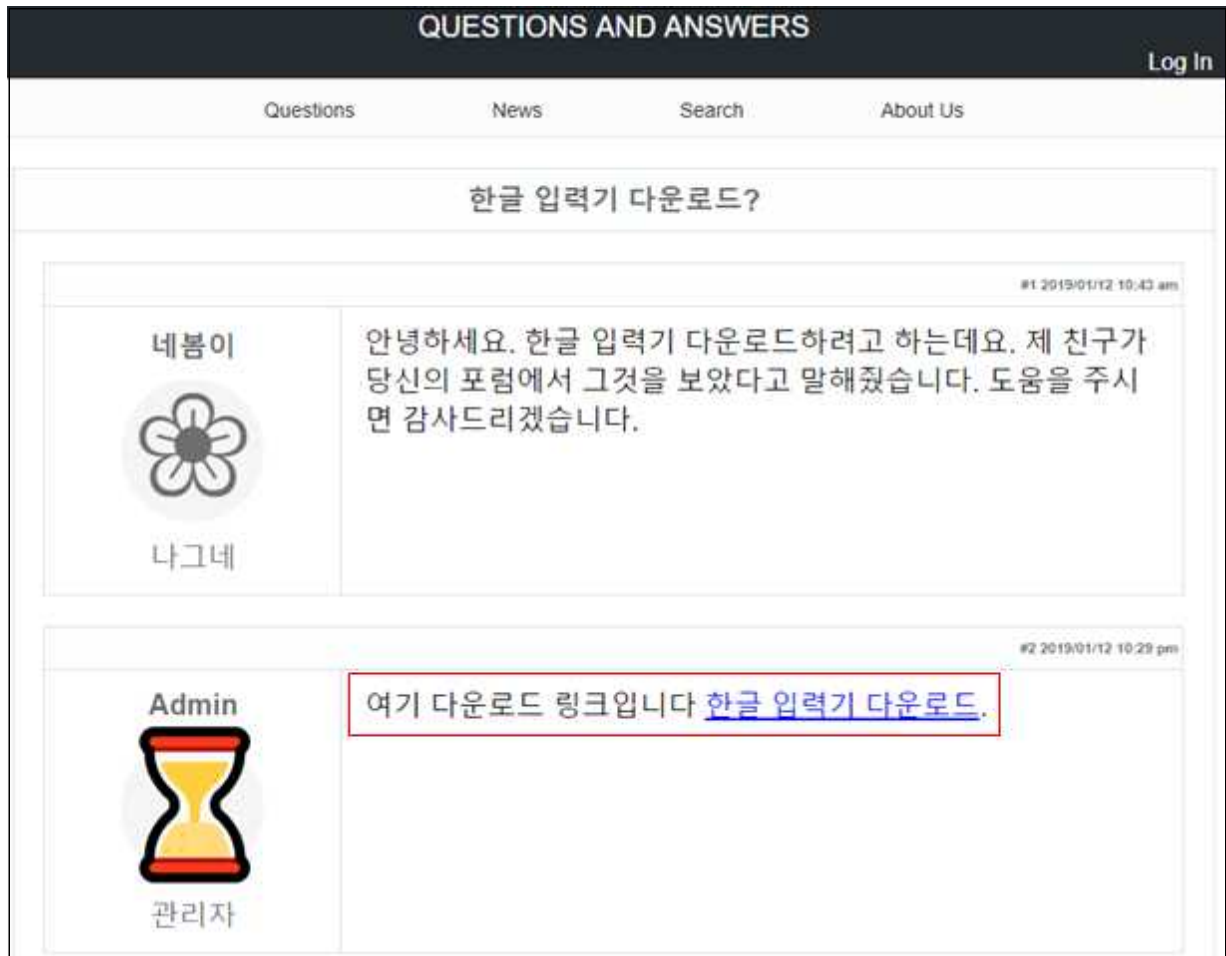 QUESTIONS AND ANSWERS
Log In
Questions News Search About Us
한글 입력기 다운로드?
#1 2019/01/12 10:43 am
네봄이
안녕하세요. 한글 입력기 다운로드하려고 하는데요. 제 친구가
당신의 포럼에서 그것을 보았다고 말해줬습니다. 도움을 주시
면 감사드리겠습니다.
나그네
#2 2019/01/12 10:29 pm
Admin
여기 다운로드 링크입니다 한글 입력기 다운로드.
관리자